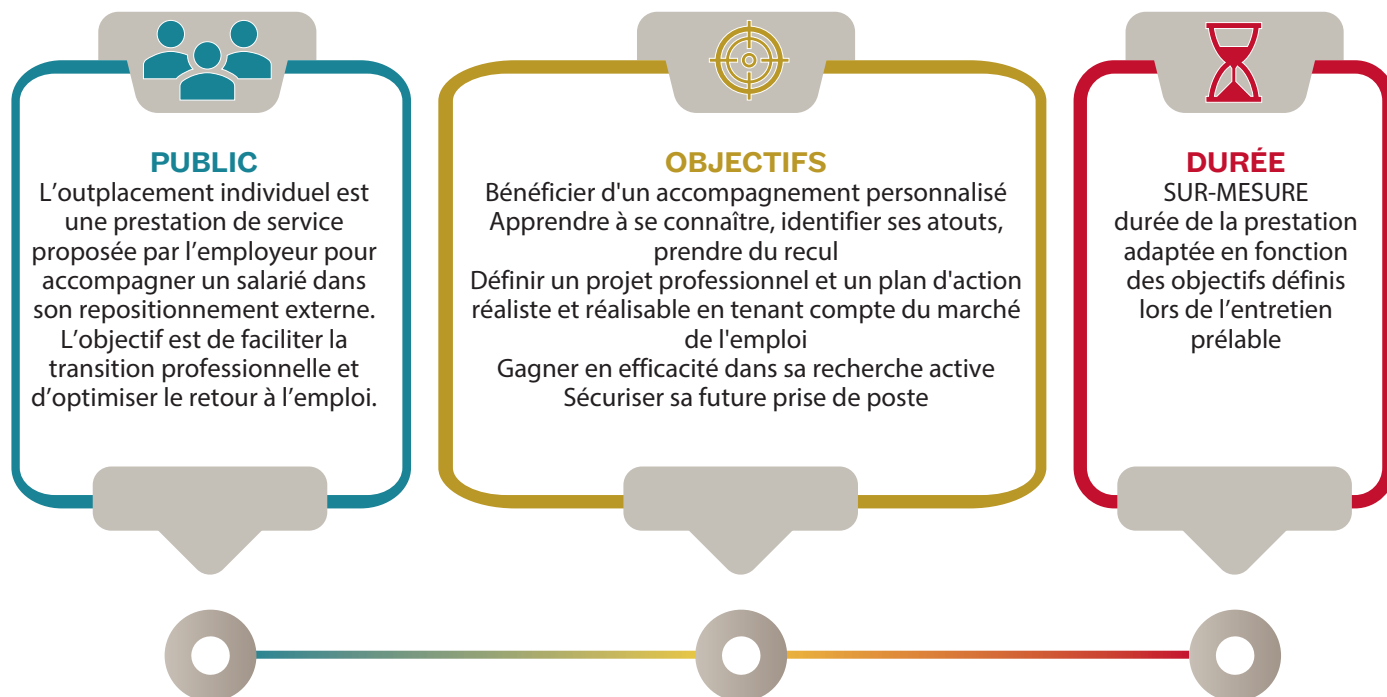 PUBLIC
L’outplacement individuel est
une prestation de service
proposée par l’employeur pour
accompagner un salarié dans
son repositionnement externe.
L’objectif est de faciliter la
transition professionnelle et
d’optimiser le retour à l’emploi.
OBJECTIFS
Bénéficier d'un accompagnement personnalisé
Apprendre à se connaître, identifier ses atouts,
prendre du recul
Définir un projet professionnel et un plan d'action
réaliste et réalisable en tenant compte du marché
de l'emploi
Gagner en efficacité dans sa recherche active
Sécuriser sa future prise de poste
DURÉE
SUR-MESURE
durée de la prestation
adaptée en fonction
des objectifs définis
lors de l’entretien
prélable